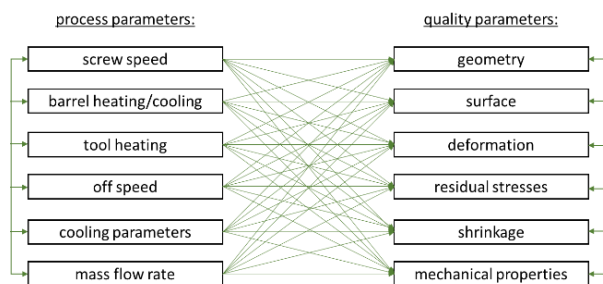 process parameters:
quality parameters:
screw speed
geometry
barrel heating/cooling
surface
tool heating
deformation
off speed
residual stresses
cooling parameters
shrinkage
mass flow rate
mechanical properties